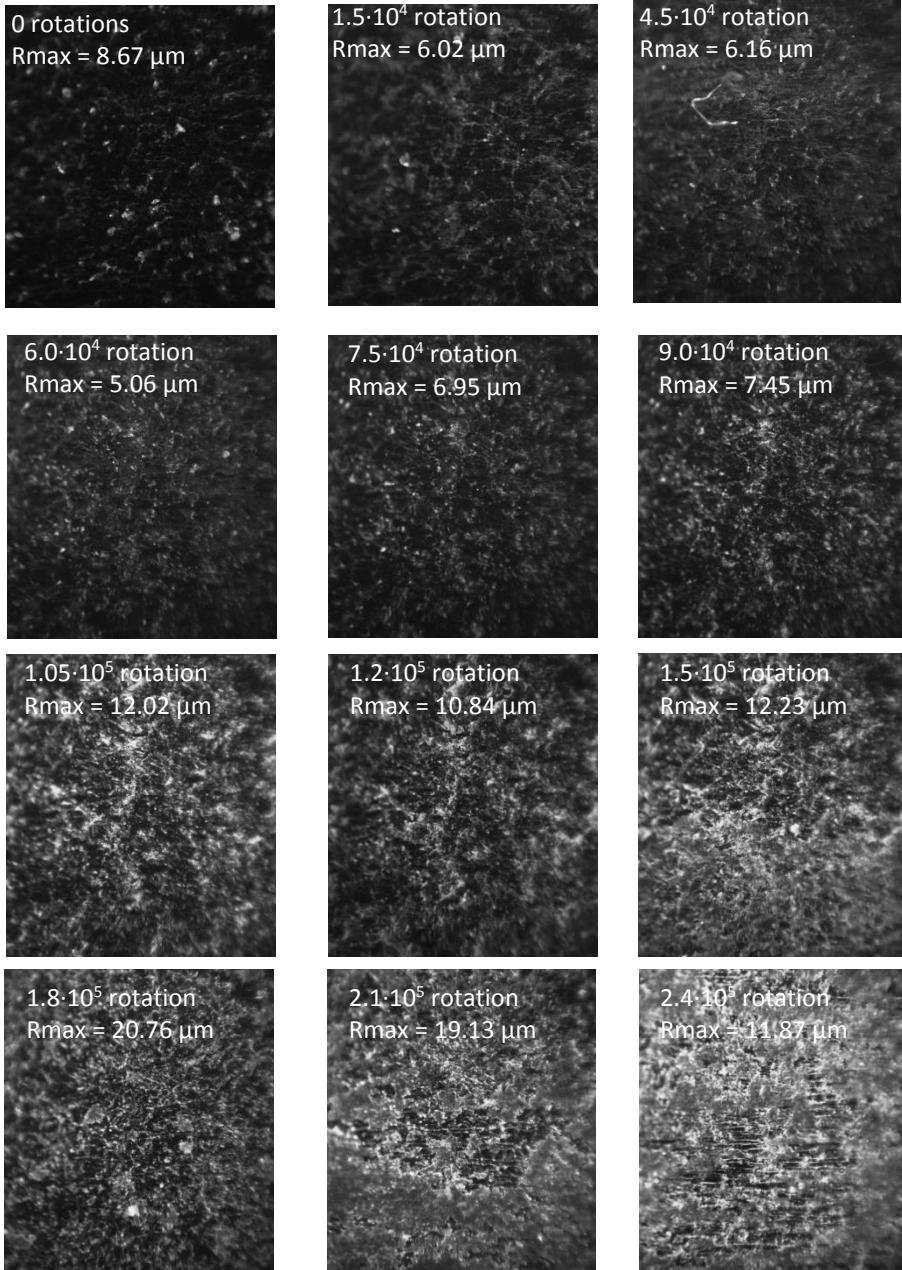 0 rotations
Rmax = 8.67 µm
1.5·10⁴ rotation
Rmax = 6.02 µm
4.5·10⁴ rotation
Rmax = 6.16 µm
6.0·10⁴ rotation
Rmax = 5.06 µm
7.5·10⁴ rotation
Rmax = 6.95 µm
9.0·10⁴ rotation
Rmax = 7.45 µm
1.05·10⁵ rotation
Rmax = 12.02 µm
1.2·10⁵ rotation
Rmax = 10.84 µm
1.5·10⁵ rotation
Rmax = 12.23 µm
1.8·10⁵ rotation
Rmax = 20.76 µm
2.1·10⁵ rotation
Rmax = 19.13 µm
2.4·10⁵ rotation
Rmax = 11.87 µm